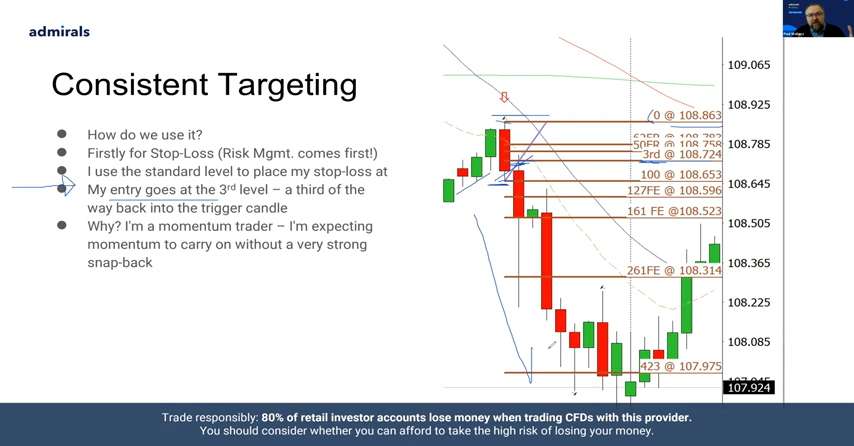 admirals
Consistent Targeting
How do we use it?
Firstly for Stop-Loss (Risk Mgmt. comes first!)
I use the standard level to place my stop-loss at
My entry goes at the 3rd level – a third of the
way back into the trigger candle
Why? I'm a momentum trader – I'm expecting
momentum to carry on without a very strong
snap-back
109.065
108.925
0 @ 108.863
108.785
50FR @ 108.758
3rd @ 108.724
100 @ 108.653
108.645
127FE @ 108.596
161 FE @ 108.523
108.505
108.365
261FE @ 108.314
108.225
108.085
423 @ 107.975
107.924
Trade responsibly: 80% of retail investor accounts lose money when trading CFDs with this provider.
You should consider whether you can afford to take the high risk of losing your money.